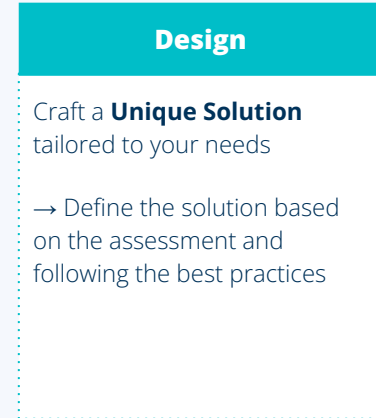 Design
Craft a Unique Solution
tailored to your needs
→ Define the solution based
on the assessment and
following the best practices